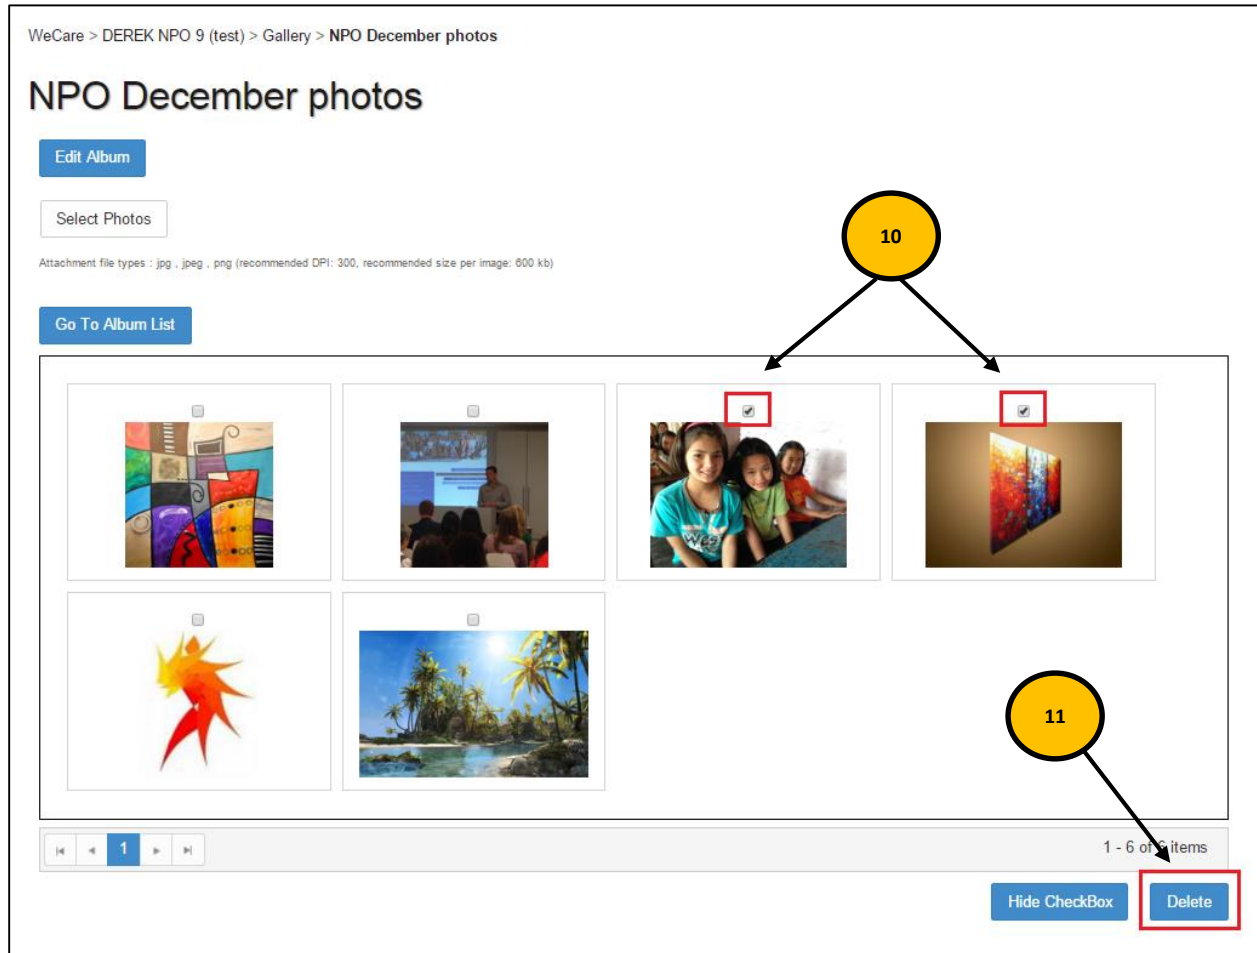 WeCare > DEREK NPO 9 (test) > Gallery > NPO December photos
NPO December photos
Edit Album
Select Photos
10
Attachment file types : jpg , jpeg , png (recommended DPI: 300, recommended size per image: 600 kb)
Go To Album List
11
1
1 - 6 of 6 items
Hide CheckBox
Delete